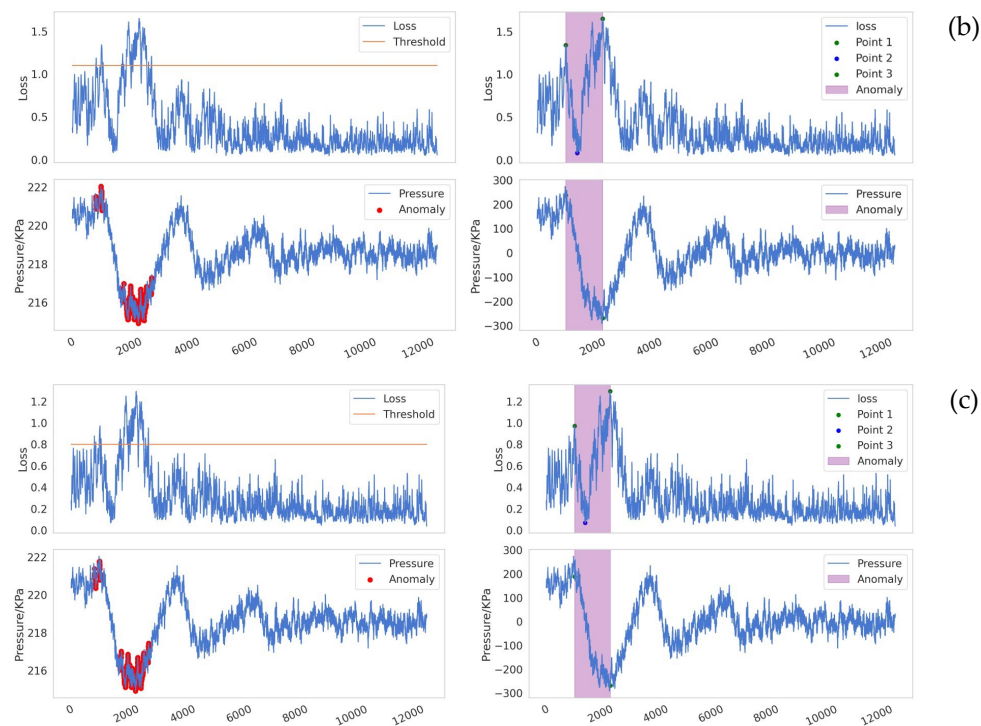 (b)
Loss
1.5
1.0
0.5
0.0
Loss
Threshold
Pressure/KPa
222
220
218
216
Pressure
Anomaly
0
2000
4000
6000
8000
10000
12000
Loss
1.5
1.0
0.5
0.0
loss
Point 1
Point 2
Point 3
Anomaly
Pressure/KPa
300
200
100
0
−100
−200
−300
Pressure
Anomaly
0
2000
4000
6000
8000
10000
12000
(c)
Loss
1.2
1.0
0.8
0.6
0.4
0.2
0.0
Loss
Threshold
Pressure/KPa
222
220
218
216
Pressure
Anomaly
0
2000
4000
6000
8000
10000
12000
Loss
1.2
1.0
0.8
0.6
0.4
0.2
0.0
loss
Point 1
Point 2
Point 3
Anomaly
Pressure/KPa
300
200
100
0
−100
−200
−300
Pressure
Anomaly
0
2000
4000
6000
8000
10000
12000